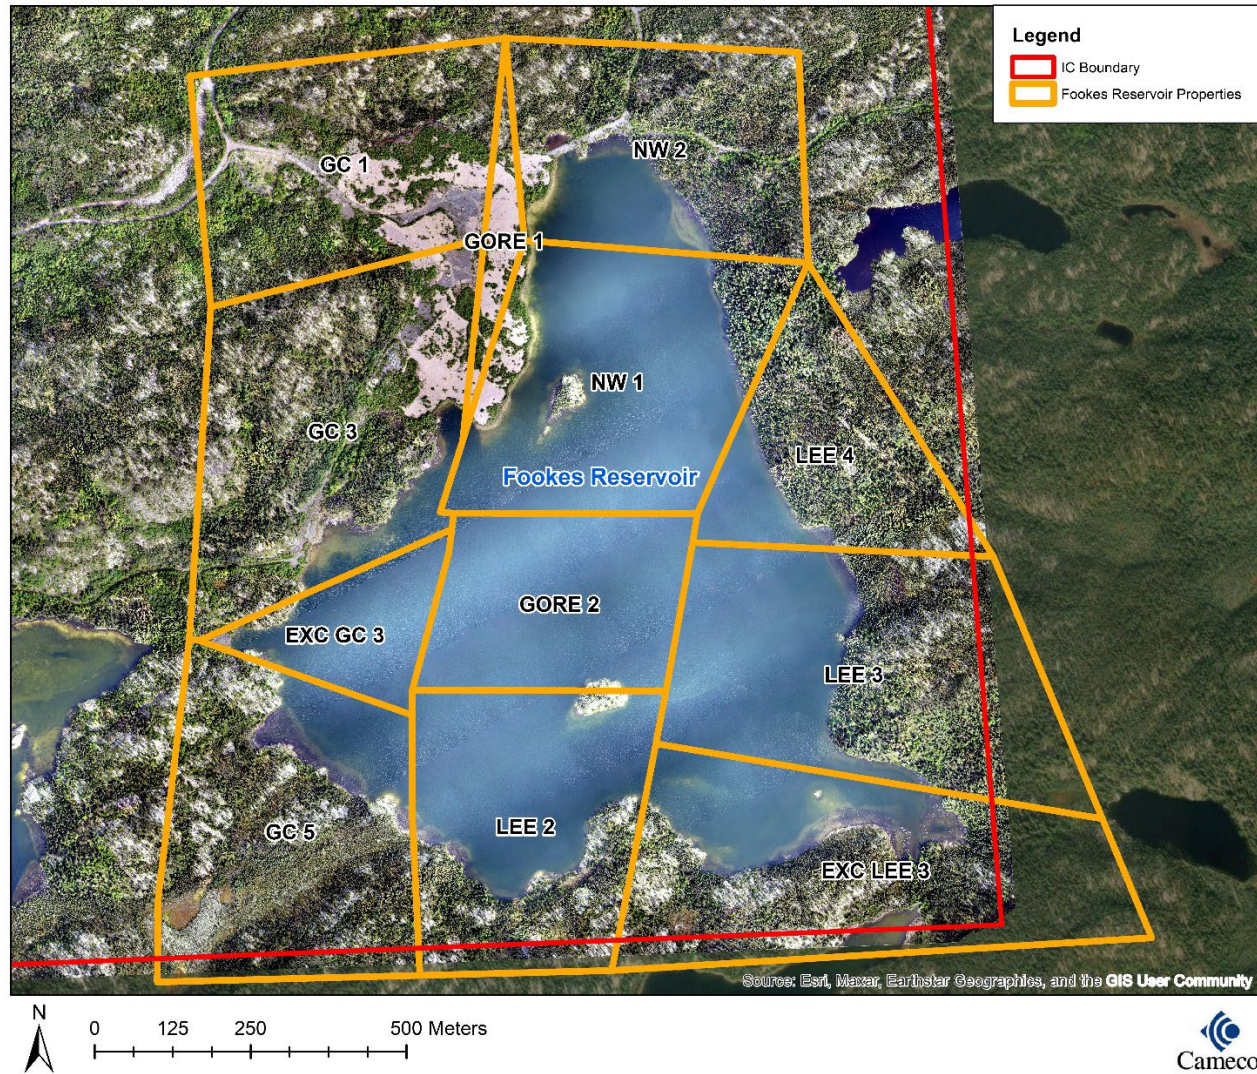 Legend
IC Boundary
Fookes Reservoir Properties
NW 2
GC 1
GORE 1
NW 1
GC 3
LEE 4
Fookes Reservoir
GORE 2
EXC GC 3
LEE 3
LEE 2
GC 5
EXC LEE 3
Source: Esri, Maxar, Earthstar Geographics, and the GIS User Community
N
0 125 250 500 Meters
Cameco